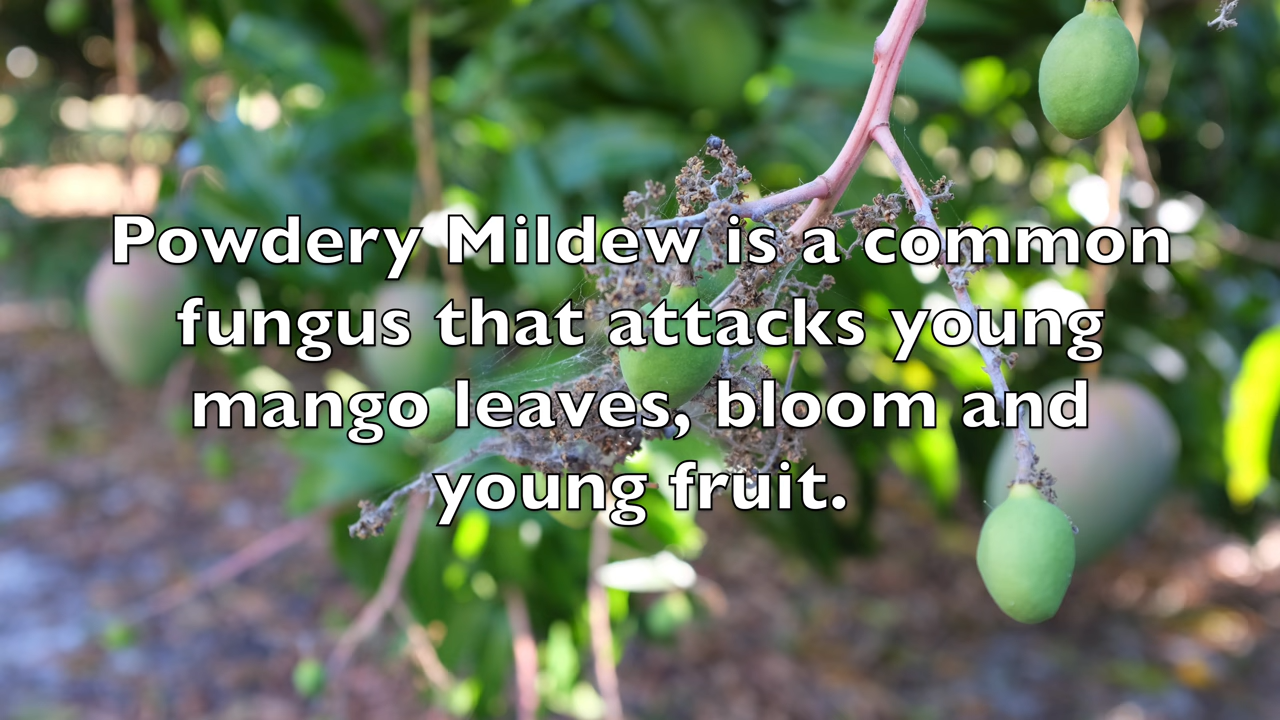 Powdery Mildew is a common
fungus that attacks young
mango leaves, bloom and
young fruit.